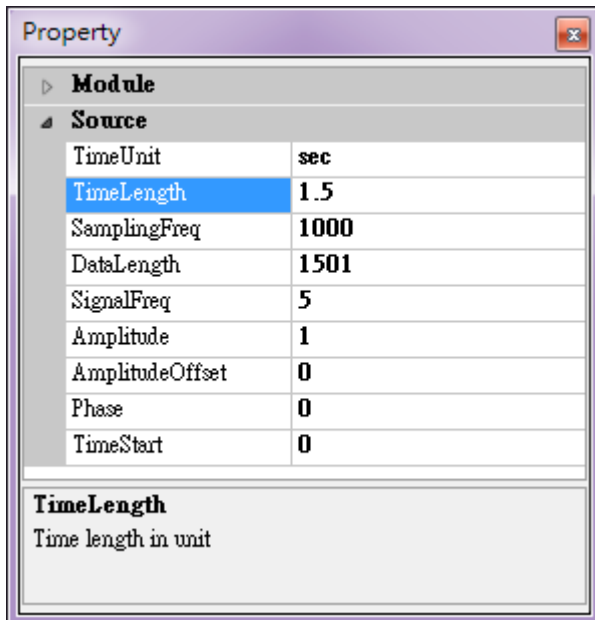 Property
Module
Source
TimeUnit sec
TimeLength 1.5
SamplingFreq 1000
DataLength 1501
SignalFreq 5
Amplitude 1
AmplitudeOffset 0
Phase 0
TimeStart 0
TimeLength
Time length in unit